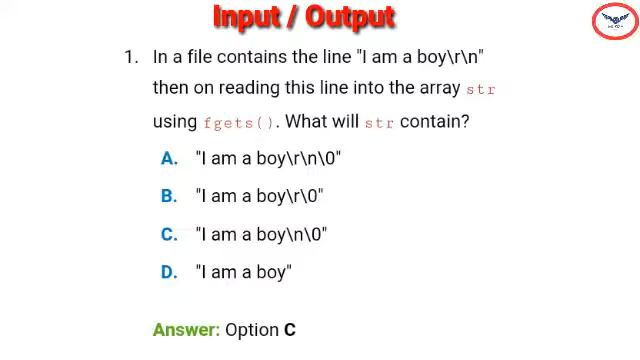 Input / Output
1. In a file contains the line "I am a boy\r\n"
then on reading this line into the array str
using fgets(). What will str contain?
A. "I am a boy\r\n\0"
B. "I am a boy\r\0"
C. "I am a boy\n\0"
D. "I am a boy"
Answer: Option C